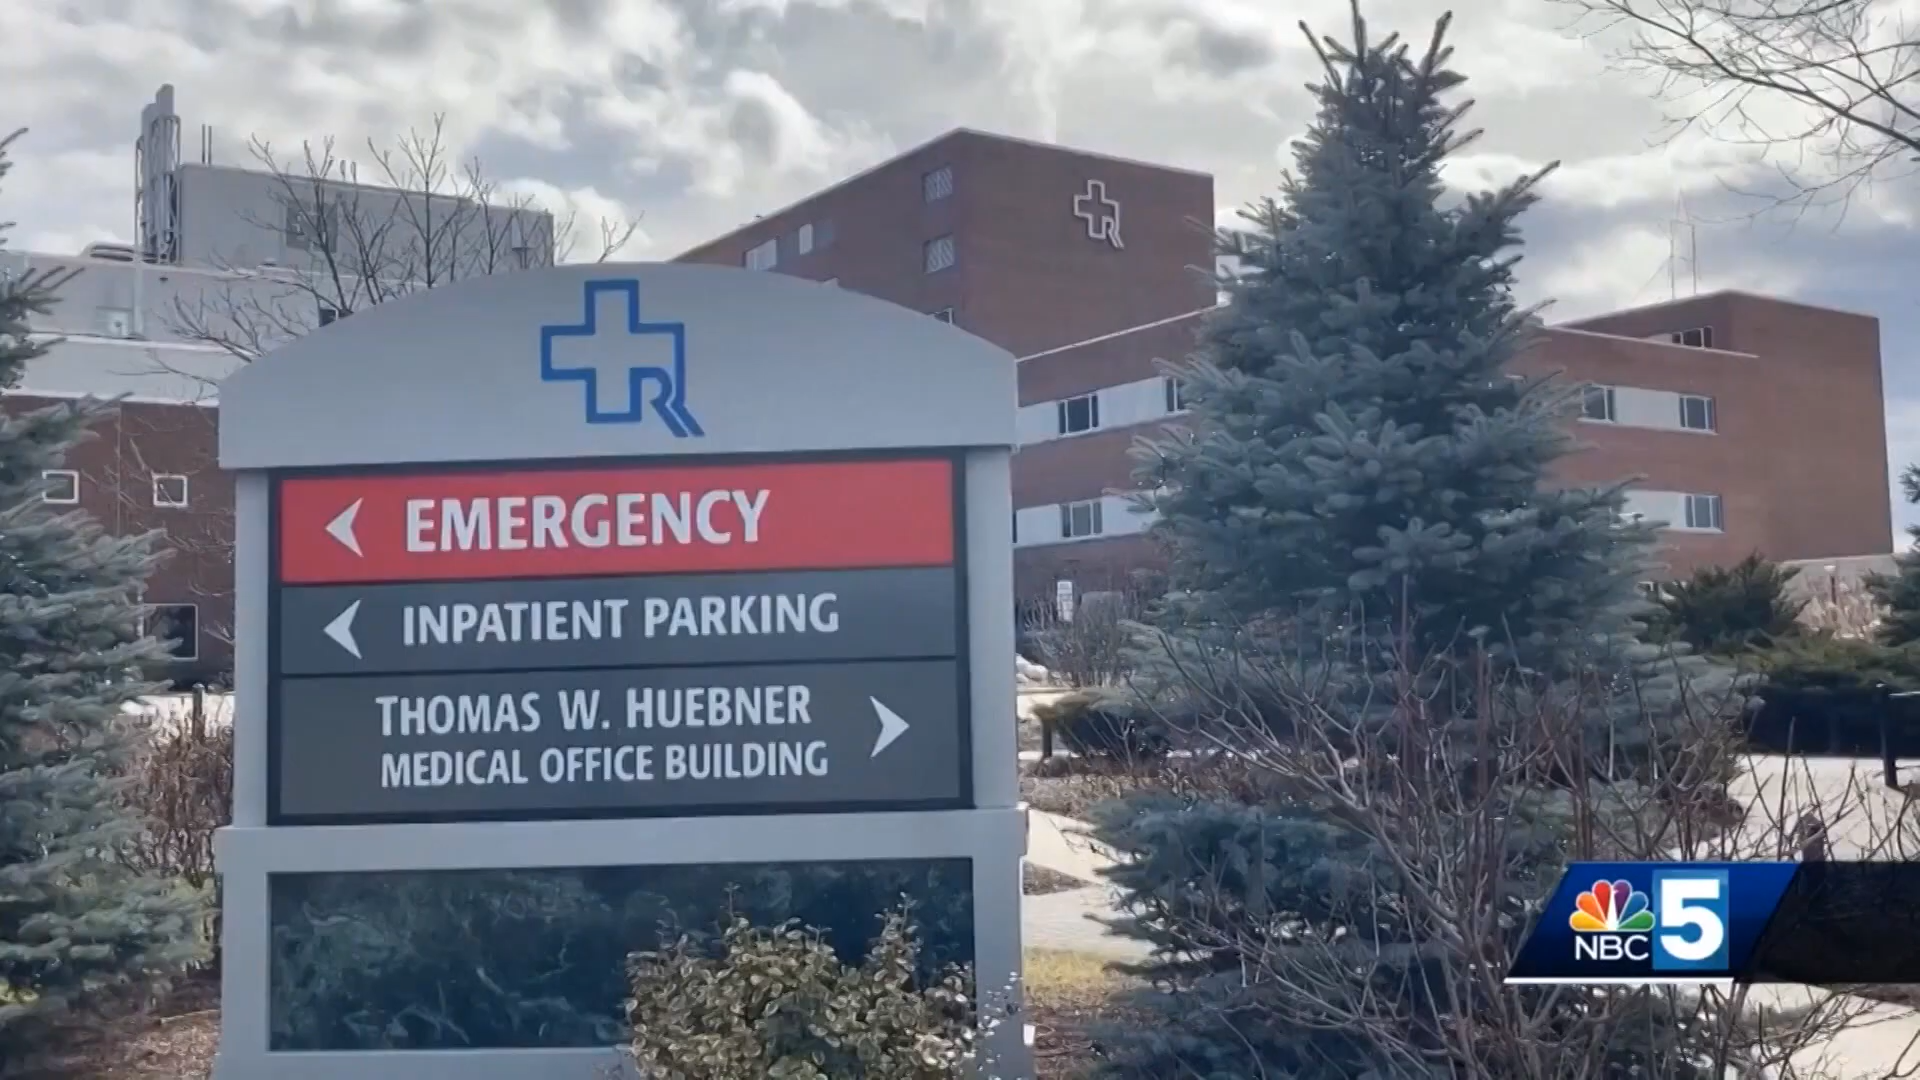 R
R
EMERGENCY
INPATIENT PARKING
THOMAS W. HUEBNER
MEDICAL OFFICE BUILDING
NBC 5